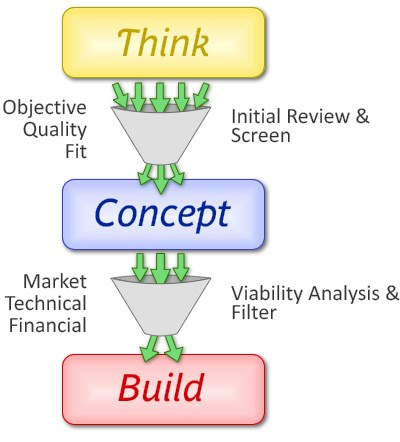 Think
Objective
Quality
Fit
Initial Review &
Screen
Concept
Market
Technical
Financial
Viability Analysis &
Filter
Build